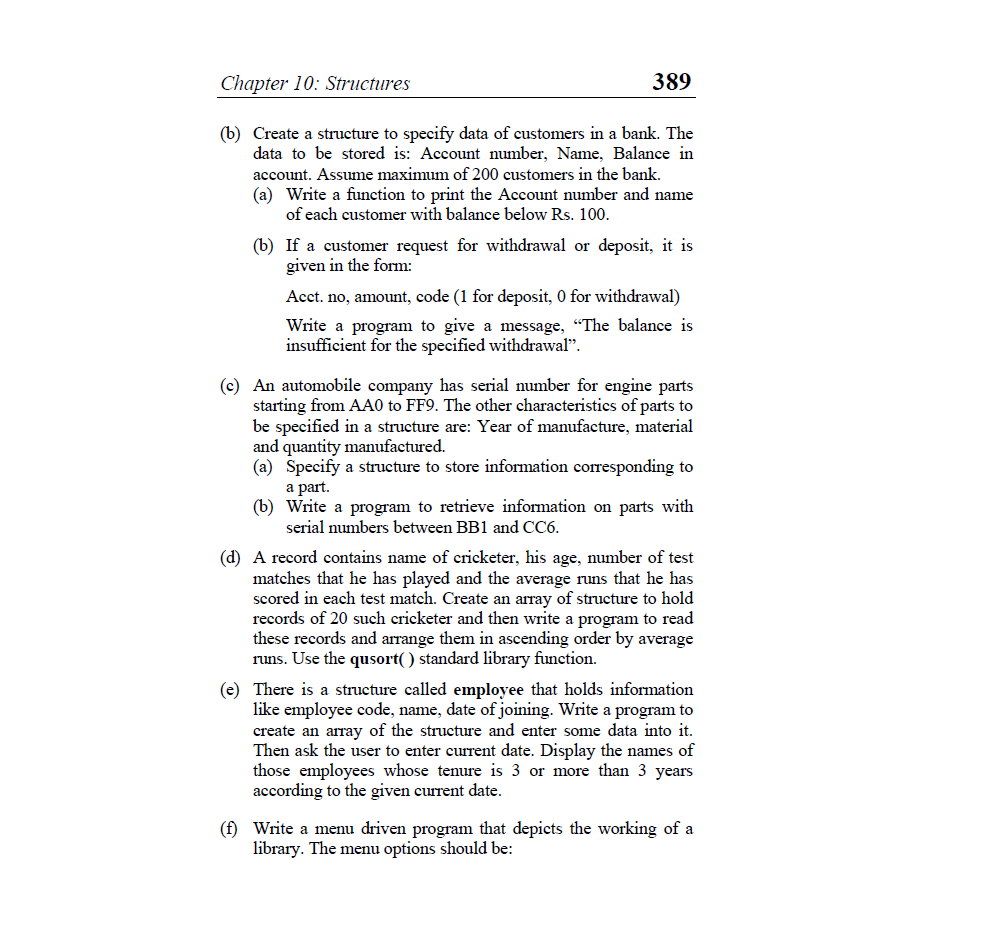 Chapter 10: Structures 389
(b) Create a structure to specify data of customers in a bank. The
data to be stored is: Account number, Name, Balance in
account. Assume maximum of 200 customers in the bank.
(a) Write a function to print the Account number and name
of each customer with balance below Rs. 100.
(b) If a customer request for withdrawal or deposit, it is
given in the form:
Acct. no, amount, code (1 for deposit, 0 for withdrawal)
Write a program to give a message, “The balance is
insufficient for the specified withdrawal”.
(c) An automobile company has serial number for engine parts
starting from AA0 to FF9. The other characteristics of parts to
be specified in a structure are: Year of manufacture, material
and quantity manufactured.
(a) Specify a structure to store information corresponding to
a part.
(b) Write a program to retrieve information on parts with
serial numbers between BB1 and CC6.
(d) A record contains name of cricketer, his age, number of test
matches that he has played and the average runs that he has
scored in each test match. Create an array of structure to hold
records of 20 such cricketer and then write a program to read
these records and arrange them in ascending order by average
runs. Use the qusort( ) standard library function.
(e) There is a structure called employee that holds information
like employee code, name, date of joining. Write a program to
create an array of the structure and enter some data into it.
Then ask the user to enter current date. Display the names of
those employees whose tenure is 3 or more than 3 years
according to the given current date.
(f) Write a menu driven program that depicts the working of a
library. The menu options should be: